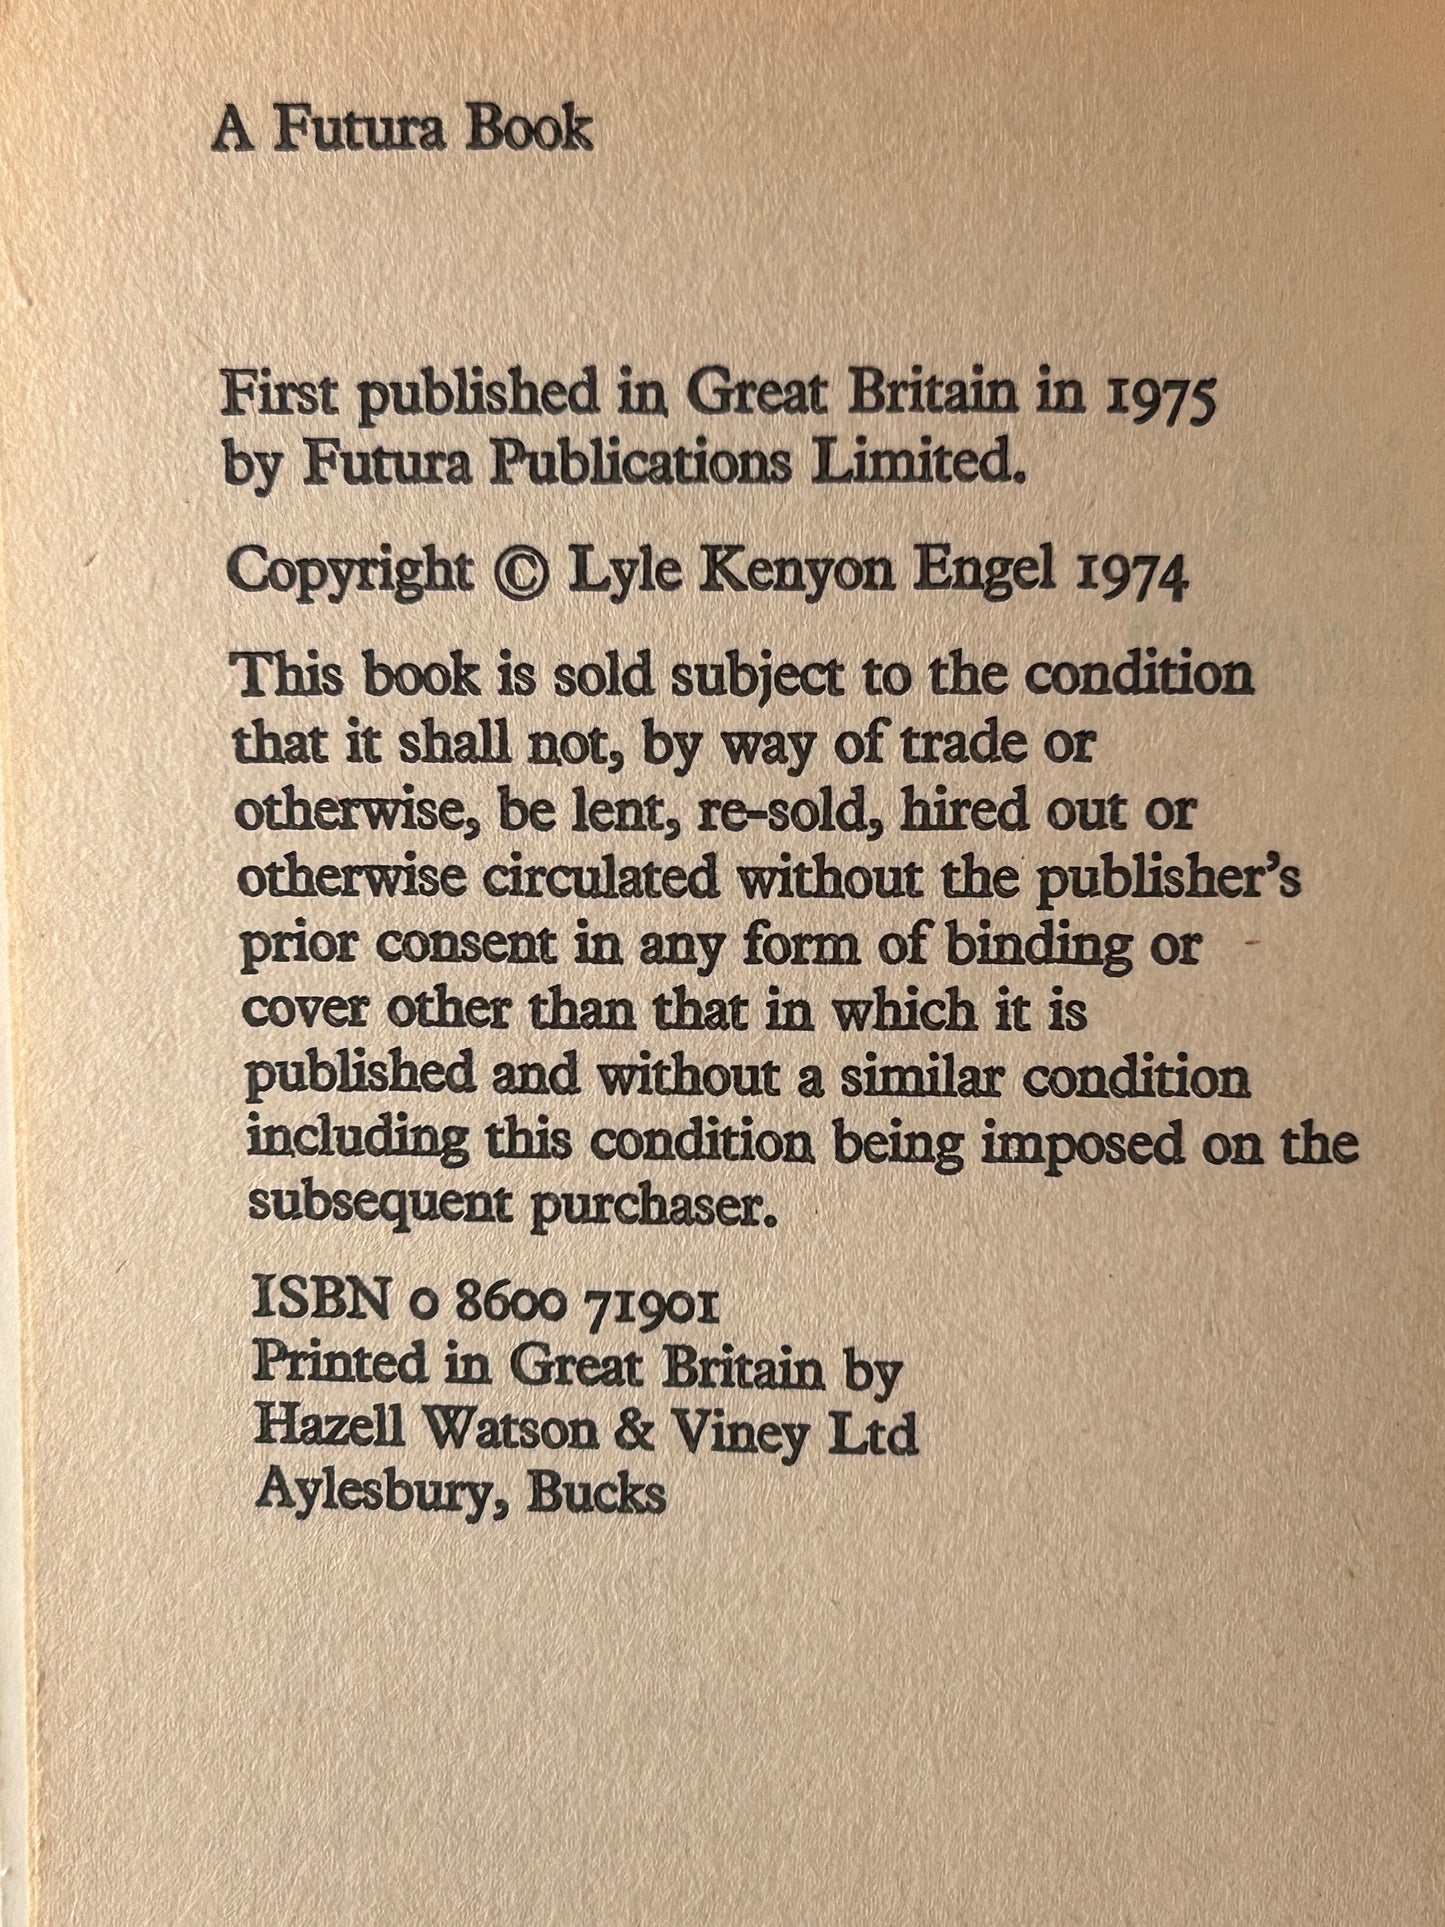 A Futura Book
First published in Great Britain in 1975
by Futura Publications Limited.
Copyright © Lyle Kenyon Engel 1974
This book is sold subject to the condition
that it shall not, by way of trade or
otherwise, be lent, re-sold, hired out or
otherwise circulated without the publisher's
prior consent in any form of binding or
cover other than that in which it is
published and without a similar condition
including this condition being imposed on the
subsequent purchaser.
ISBN 0 8600 71901
Printed in Great Britain by
Hazell Watson & Viney Ltd
Aylesbury, Bucks